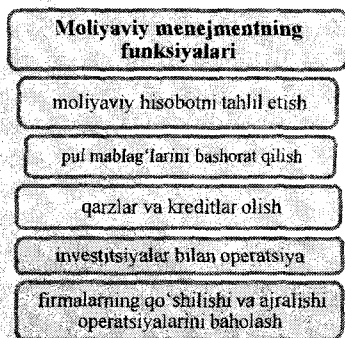 Moliyaviy menejmentning
funksiyalari
moliyaviy hisobotni tahlil etish
pul mablag‘larini bashorat qilish
qarzlar va kreditlar olish
investitsiyalar bilan operatsiya
firmalarning qo‘shilishi va ajralishi
operatsiyalarini baholash